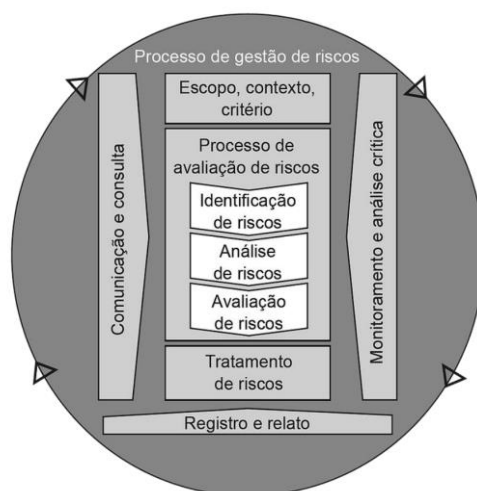 Processo de gestão de riscos
Escopo, contexto,
critério
Processo de
avaliação de riscos
Identificação
de riscos
Análise
de riscos
Avaliação
de riscos
Tratamento
de riscos
Comunicação e consulta
Monitoramento e análise crítica
Registro e relato